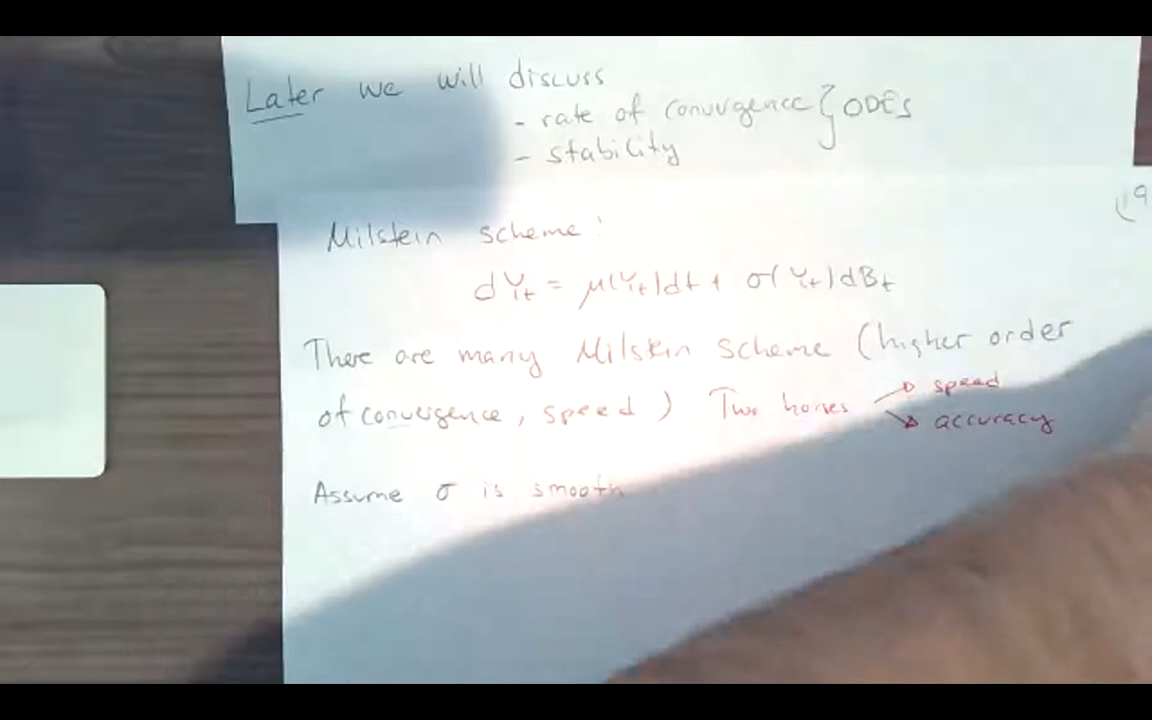 Later we will discuss
- rate of convergence } ODEs
- stability
(19
Milstein scheme:
dYt = μ(Yt)dt + σ(Yt)dBt
There are many Milstein scheme (higher order
of convergence, speed) Two horses → speed
→ accuracy
Assume σ is smooth